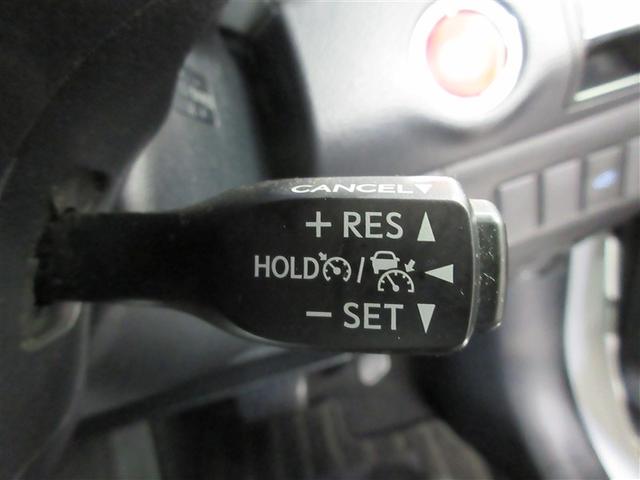 CANCEL▼
+ RES ▲
HOLD / ◀
− SET ▼